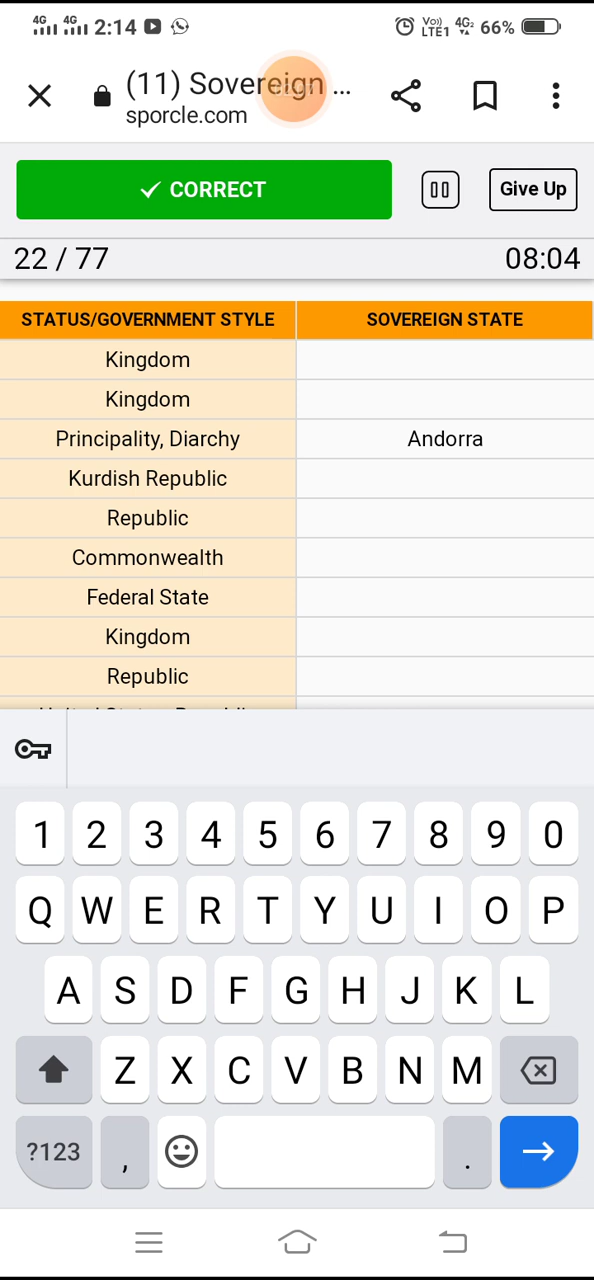 4G 4G 2:14 Vo)) LTE1 4G2 66%
(11) Sovereign ...
sporcle.com
CORRECT Give Up
22 / 77 08:04
STATUS/GOVERNMENT STYLE SOVEREIGN STATE
Kingdom
Kingdom
Principality, Diarchy Andorra
Kurdish Republic
Republic
Commonwealth
Federal State
Kingdom
Republic
1 2 3 4 5 6 7 8 9 0
Q W E R T Y U I O P
A S D F G H J K L
Z X C V B N M
?123 , .